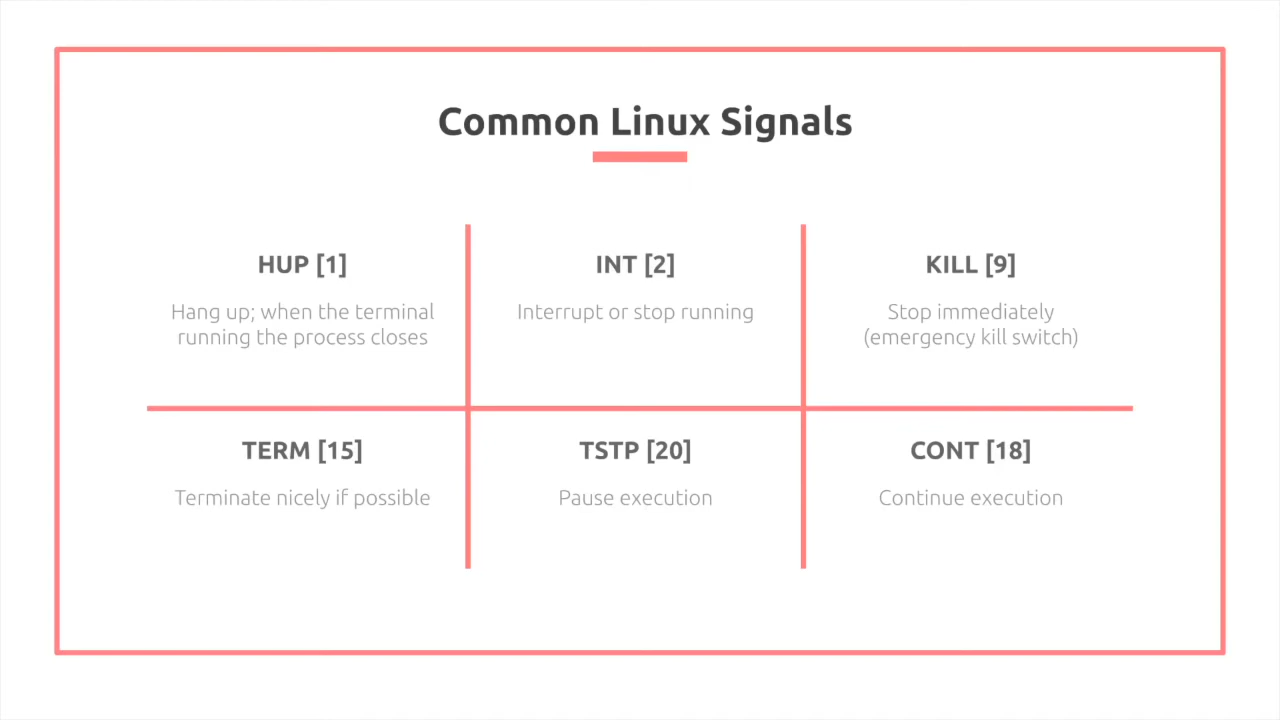 Common Linux Signals
HUP [1]
Hang up; when the terminal
running the process closes
INT [2]
Interrupt or stop running
KILL [9]
Stop immediately
(emergency kill switch)
TERM [15]
Terminate nicely if possible
TSTP [20]
Pause execution
CONT [18]
Continue execution